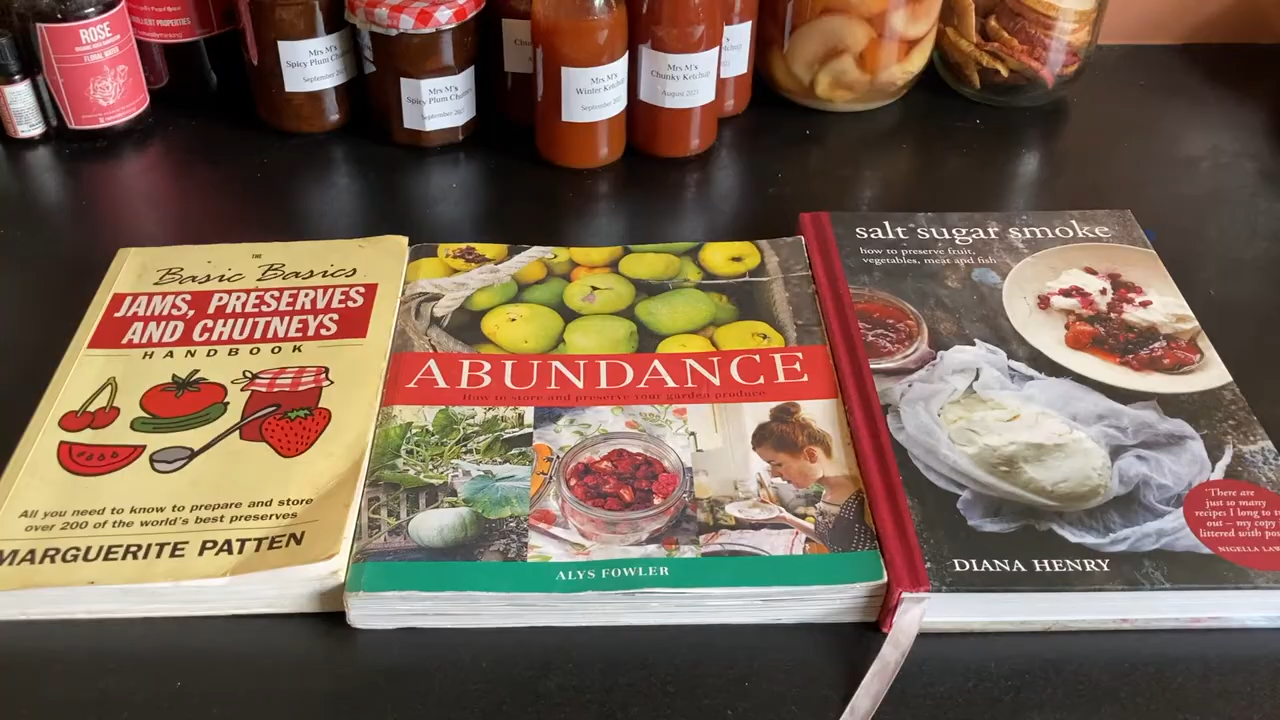 ROSE
FLORAL WATER
Mrs M's
Spicy Plum Chutney
September
Mrs M's
Spicy Plum Chutney
September
Mrs M's
Winter Ketchup
September
Mrs M's
Chunky Ketchup
August 2021
THE
Basic Basics
JAMS, PRESERVES
AND CHUTNEYS
HANDBOOK
All you need to know to prepare and store
over 200 of the world's best preserves
MARGUERITE PATTEN
ABUNDANCE
How to store and preserve your garden produce
ALYS FOWLER
salt sugar smoke
how to preserve fruit,
vegetables, meat and fish
'There are
just so many
recipes I long to
out – my copy
littered with
NIGELLA
DIANA HENRY